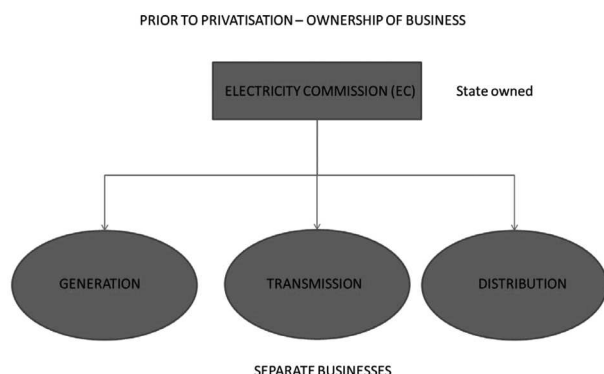 PRIOR TO PRIVATISATION – OWNERSHIP OF BUSINESS
ELECTRICITY COMMISSION (EC)
State owned
GENERATION
TRANSMISSION
DISTRIBUTION
SEPARATE BUSINESSES